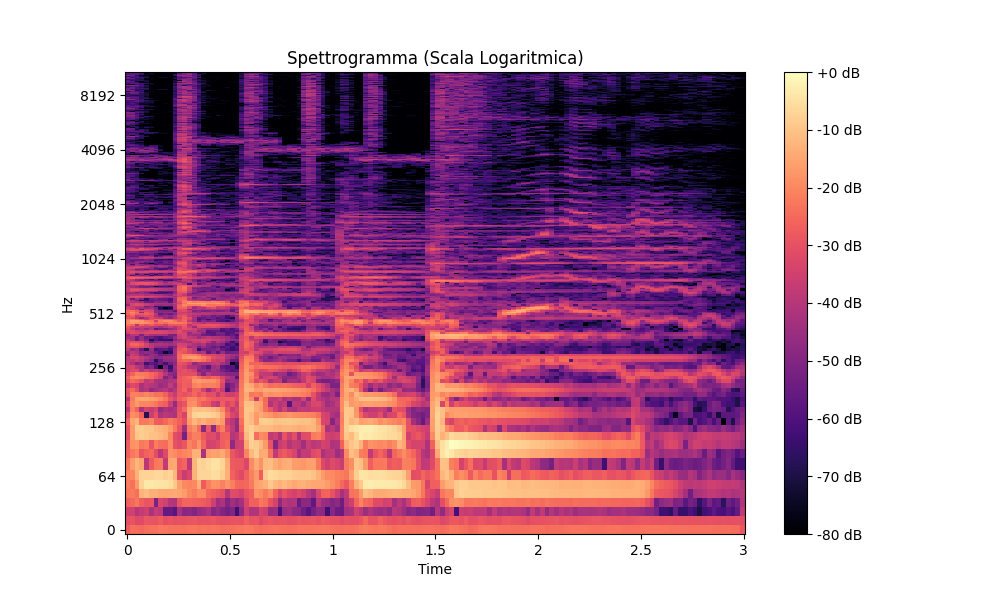 Spettrogramma (Scala Logaritmica)
Hz
8192
4096
2048
1024
512
256
128
64
0
0
0.5
1
1.5
2
2.5
3
Time
+0 dB
-10 dB
-20 dB
-30 dB
-40 dB
-50 dB
-60 dB
-70 dB
-80 dB